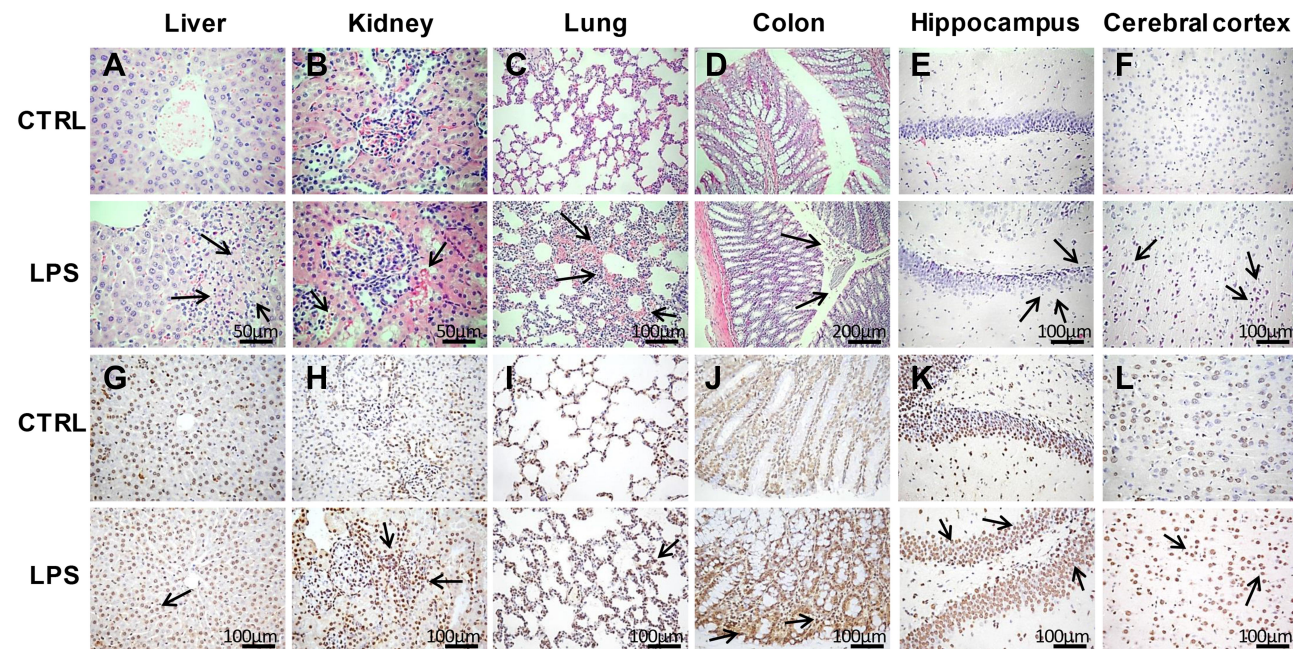 Liver Kidney Lung Colon Hippocampus Cerebral cortex
A B C D E F
CTRL
LPS
50µm 50µm 100µm 200µm 100µm 100µm
G H I J K L
CTRL
LPS
100µm 100µm 100µm 100µm 100µm 100µm